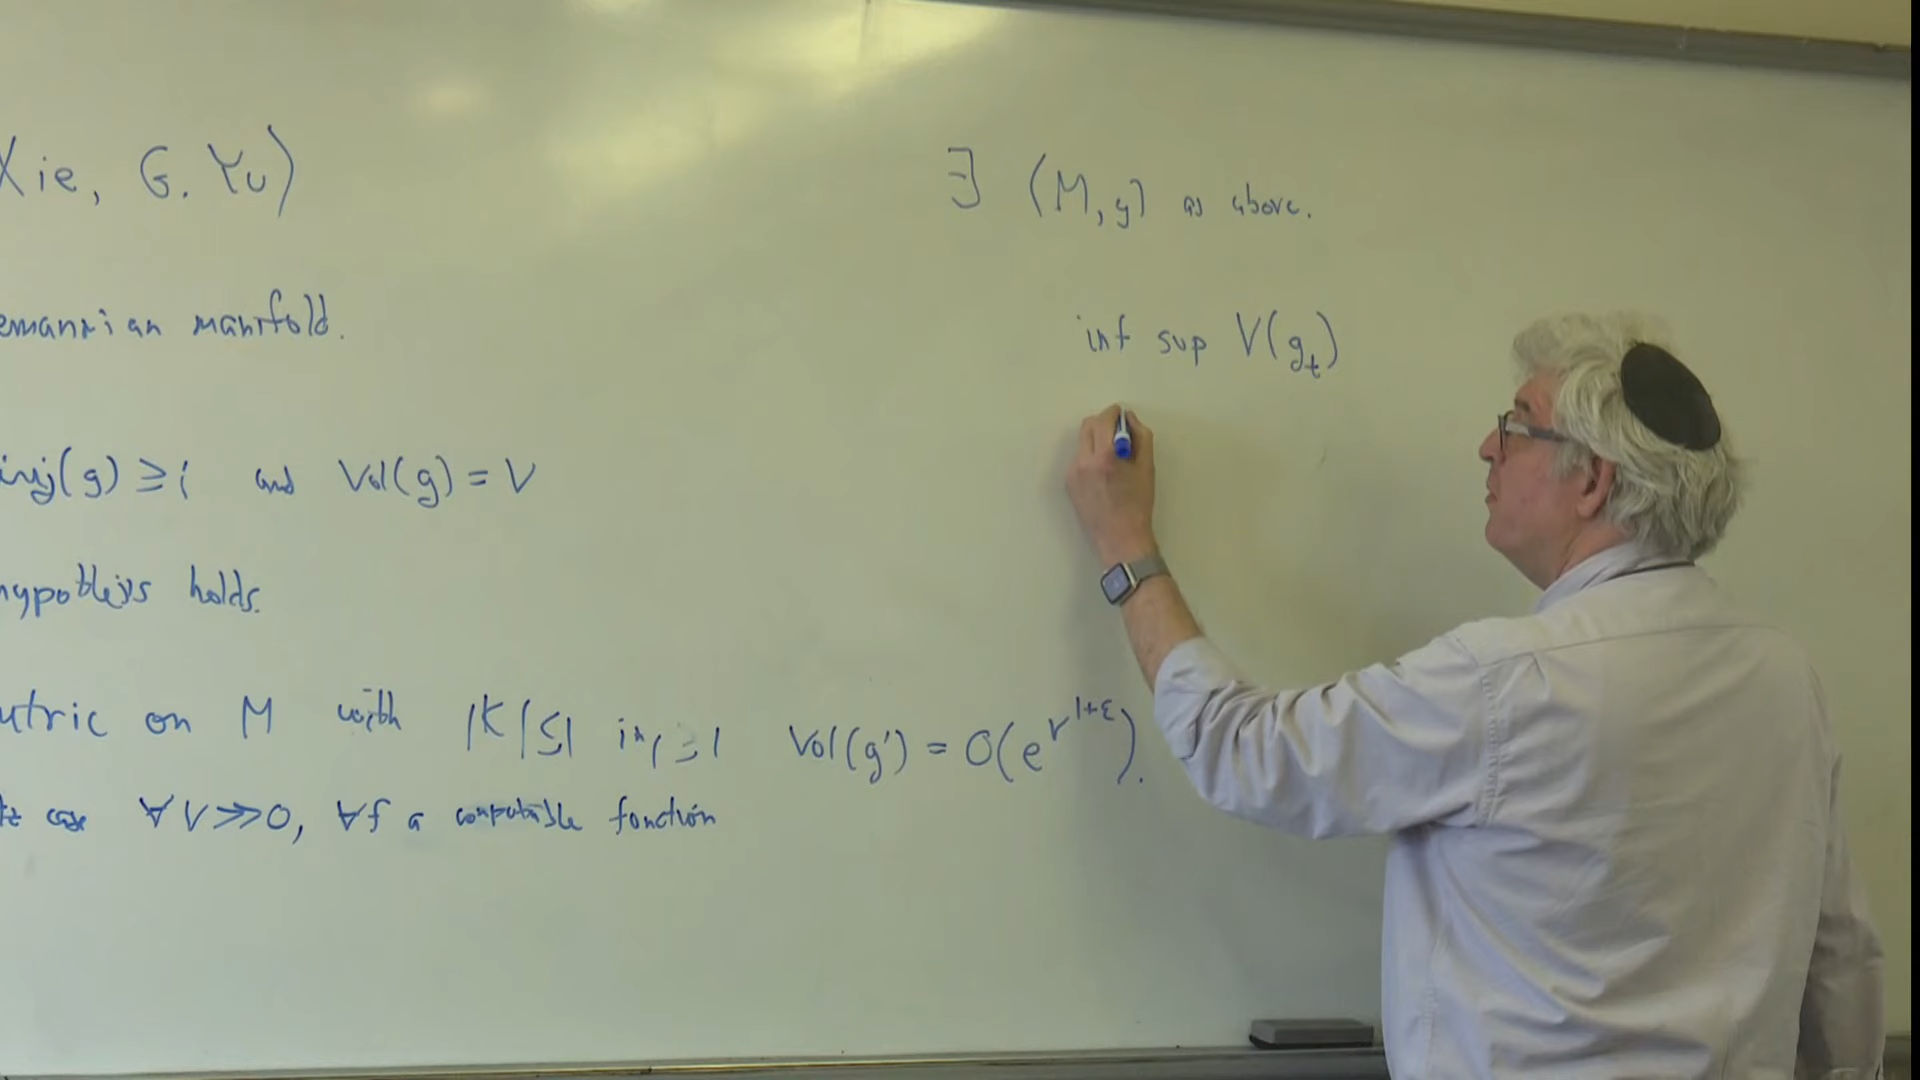 Xie, G. Yu)
emannian manifold.
inj(g) ≥ i and Vol(g) = V
hypothesis holds.
etric on M with |K| ≤ 1 inj ≥ 1 Vol(g') = O(e^{V^{1+ε}}).
case ∀V≫0, ∀f a computable function
∃ (M,g) as above.
inf sup V(g_t)